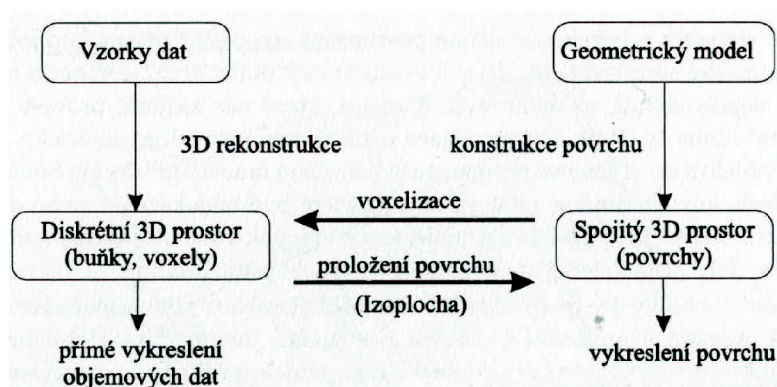 Vzorky dat
Geometrický model
3D rekonstrukce
konstrukce povrchu
voxelizace
Diskrétní 3D prostor
(buňky, voxely)
Spojitý 3D prostor
(povrchy)
proložení povrchu
(Izoplocha)
přímé vykreslení
objemových dat
vykreslení povrchu